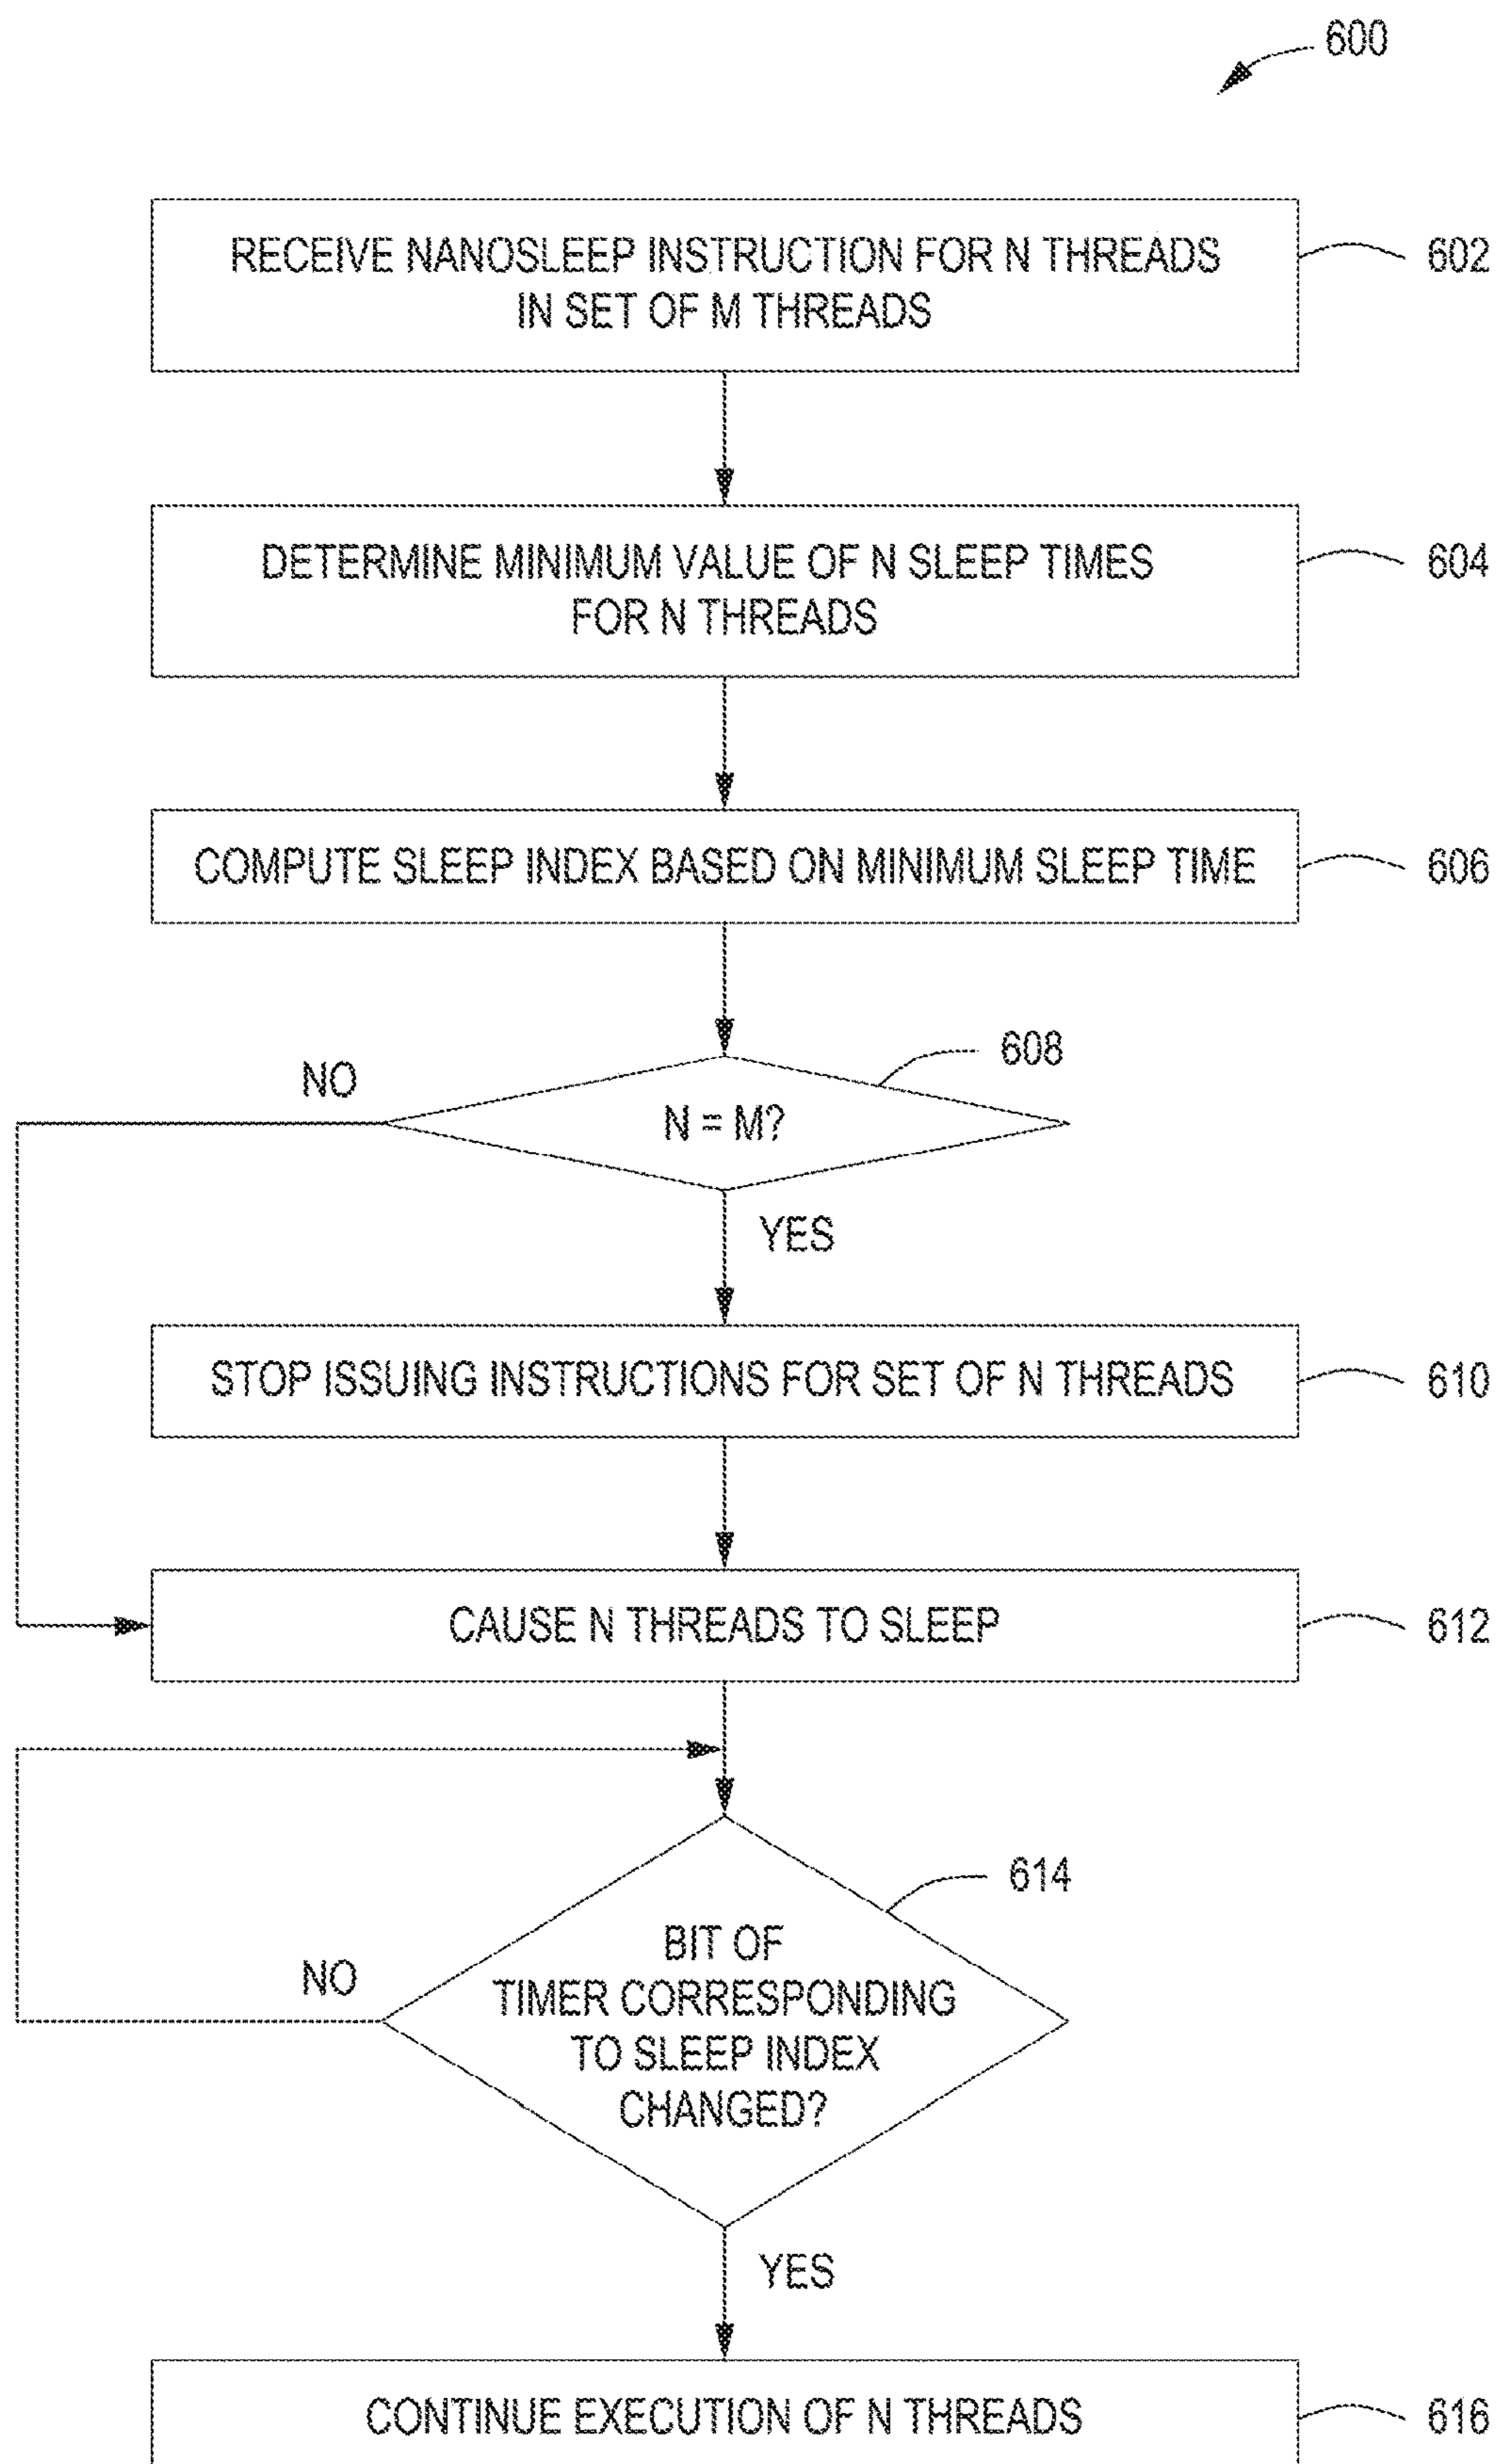 600
RECEIVE NANOSLEEP INSTRUCTION FOR N THREADS
IN SET OF M THREADS
602
DETERMINE MINIMUM VALUE OF N SLEEP TIMES
FOR N THREADS
604
COMPUTE SLEEP INDEX BASED ON MINIMUM SLEEP TIME
606
608
NO
N = M?
YES
STOP ISSUING INSTRUCTIONS FOR SET OF N THREADS
610
CAUSE N THREADS TO SLEEP
612
614
BIT OF
TIMER CORRESPONDING
TO SLEEP INDEX
CHANGED?
NO
YES
CONTINUE EXECUTION OF N THREADS
616